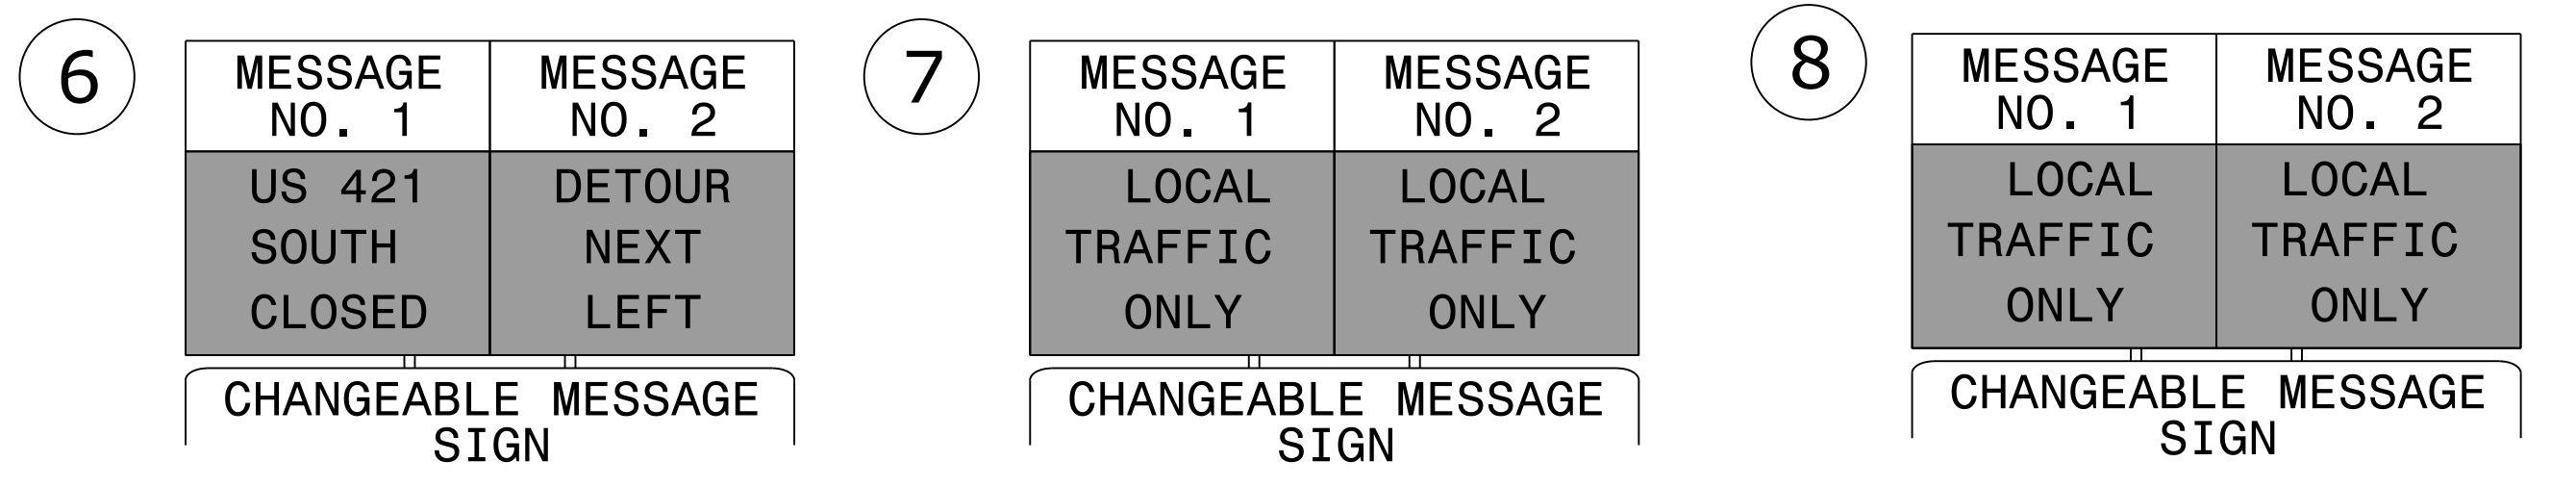 6
MESSAGE NO. 1
MESSAGE NO. 2
US 421
SOUTH
CLOSED
DETOUR
NEXT
LEFT
CHANGEABLE MESSAGE
SIGN
7
MESSAGE NO. 1
MESSAGE NO. 2
LOCAL
TRAFFIC
ONLY
LOCAL
TRAFFIC
ONLY
CHANGEABLE MESSAGE
SIGN
8
MESSAGE NO. 1
MESSAGE NO. 2
LOCAL
TRAFFIC
ONLY
LOCAL
TRAFFIC
ONLY
CHANGEABLE MESSAGE
SIGN